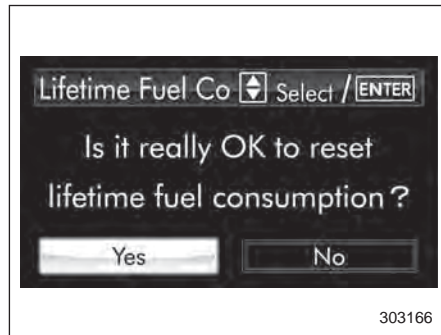 Lifetime Fuel Co Select / ENTER
Is it really OK to reset
lifetime fuel consumption ?
Yes No
303166